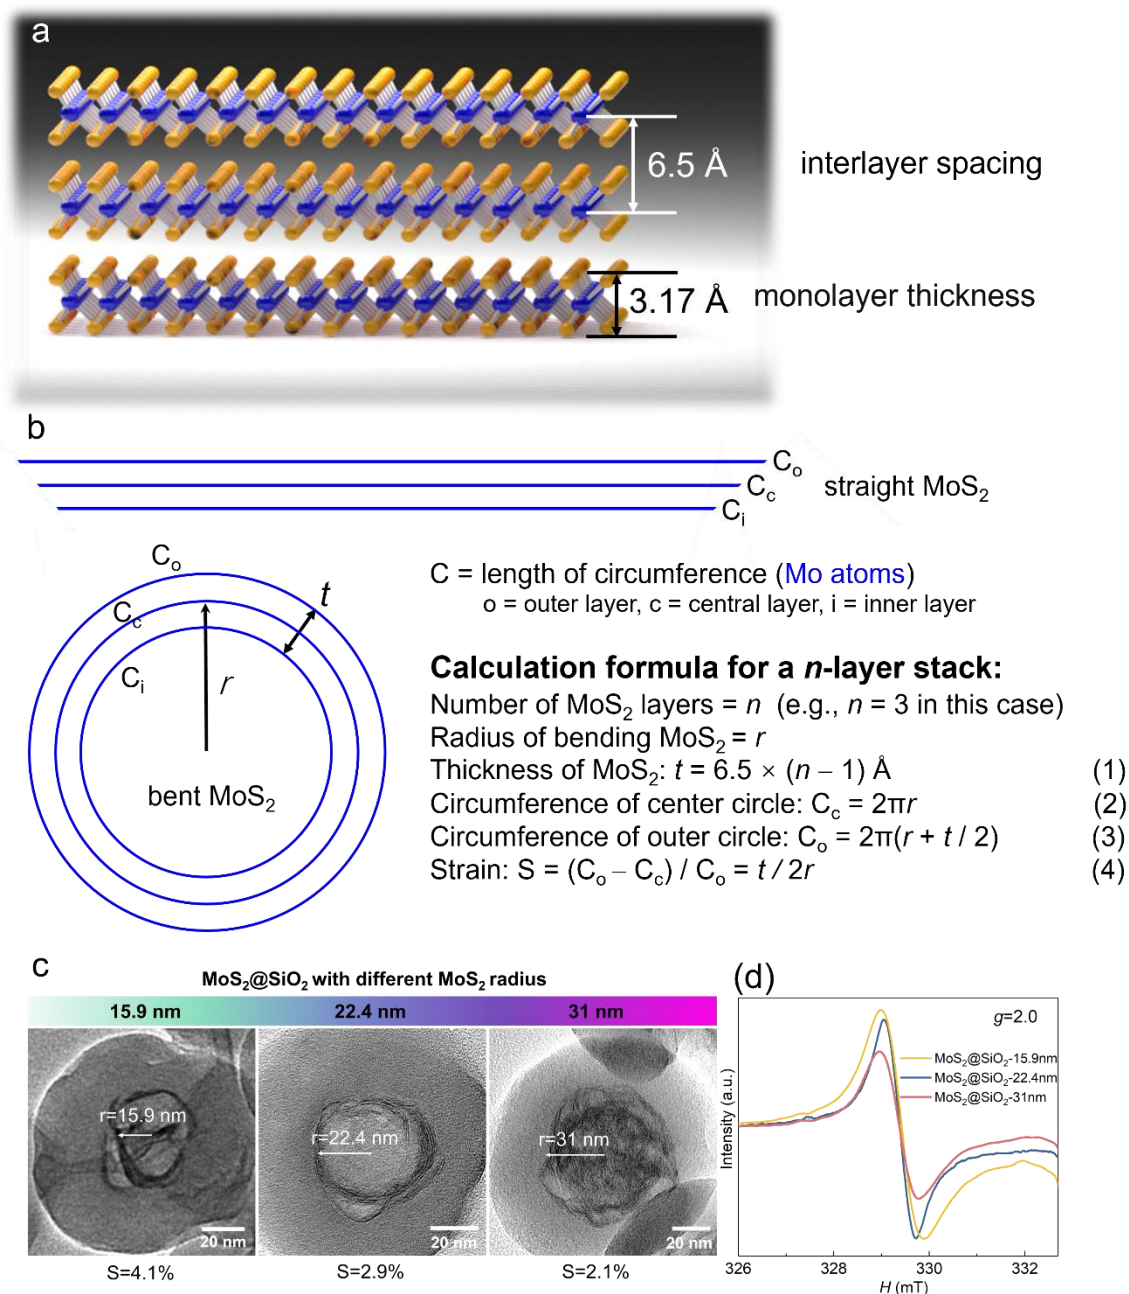 a
6.5 Å
interlayer spacing
3.17 Å
monolayer thickness
b
Cₒ
C꜀
straight MoS₂
Cᵢ
Cₒ
C = length of circumference (Mo atoms)
o = outer layer, c = central layer, i = inner layer
t
C꜀
Cᵢ
r
bent MoS₂
Calculation formula for a n-layer stack:
Number of MoS₂ layers = n (e.g., n = 3 in this case)
Radius of bending MoS₂ = r
Thickness of MoS₂: t = 6.5 × (n – 1) Å (1)
Circumference of center circle: C꜀ = 2πr (2)
Circumference of outer circle: Cₒ = 2π(r + t / 2) (3)
Strain: S = (Cₒ – C꜀) / Cₒ = t / 2r (4)
c
MoS₂@SiO₂ with different MoS₂ radius
15.9 nm 22.4 nm 31 nm
r=15.9 nm
20 nm
S=4.1%
r=22.4 nm
20 nm
S=2.9%
r=31 nm
20 nm
S=2.1%
(d)
g=2.0
MoS₂@SiO₂-15.9nm
MoS₂@SiO₂-22.4nm
MoS₂@SiO₂-31nm
Intensity (a.u.)
326 328 330 332
H (mT)